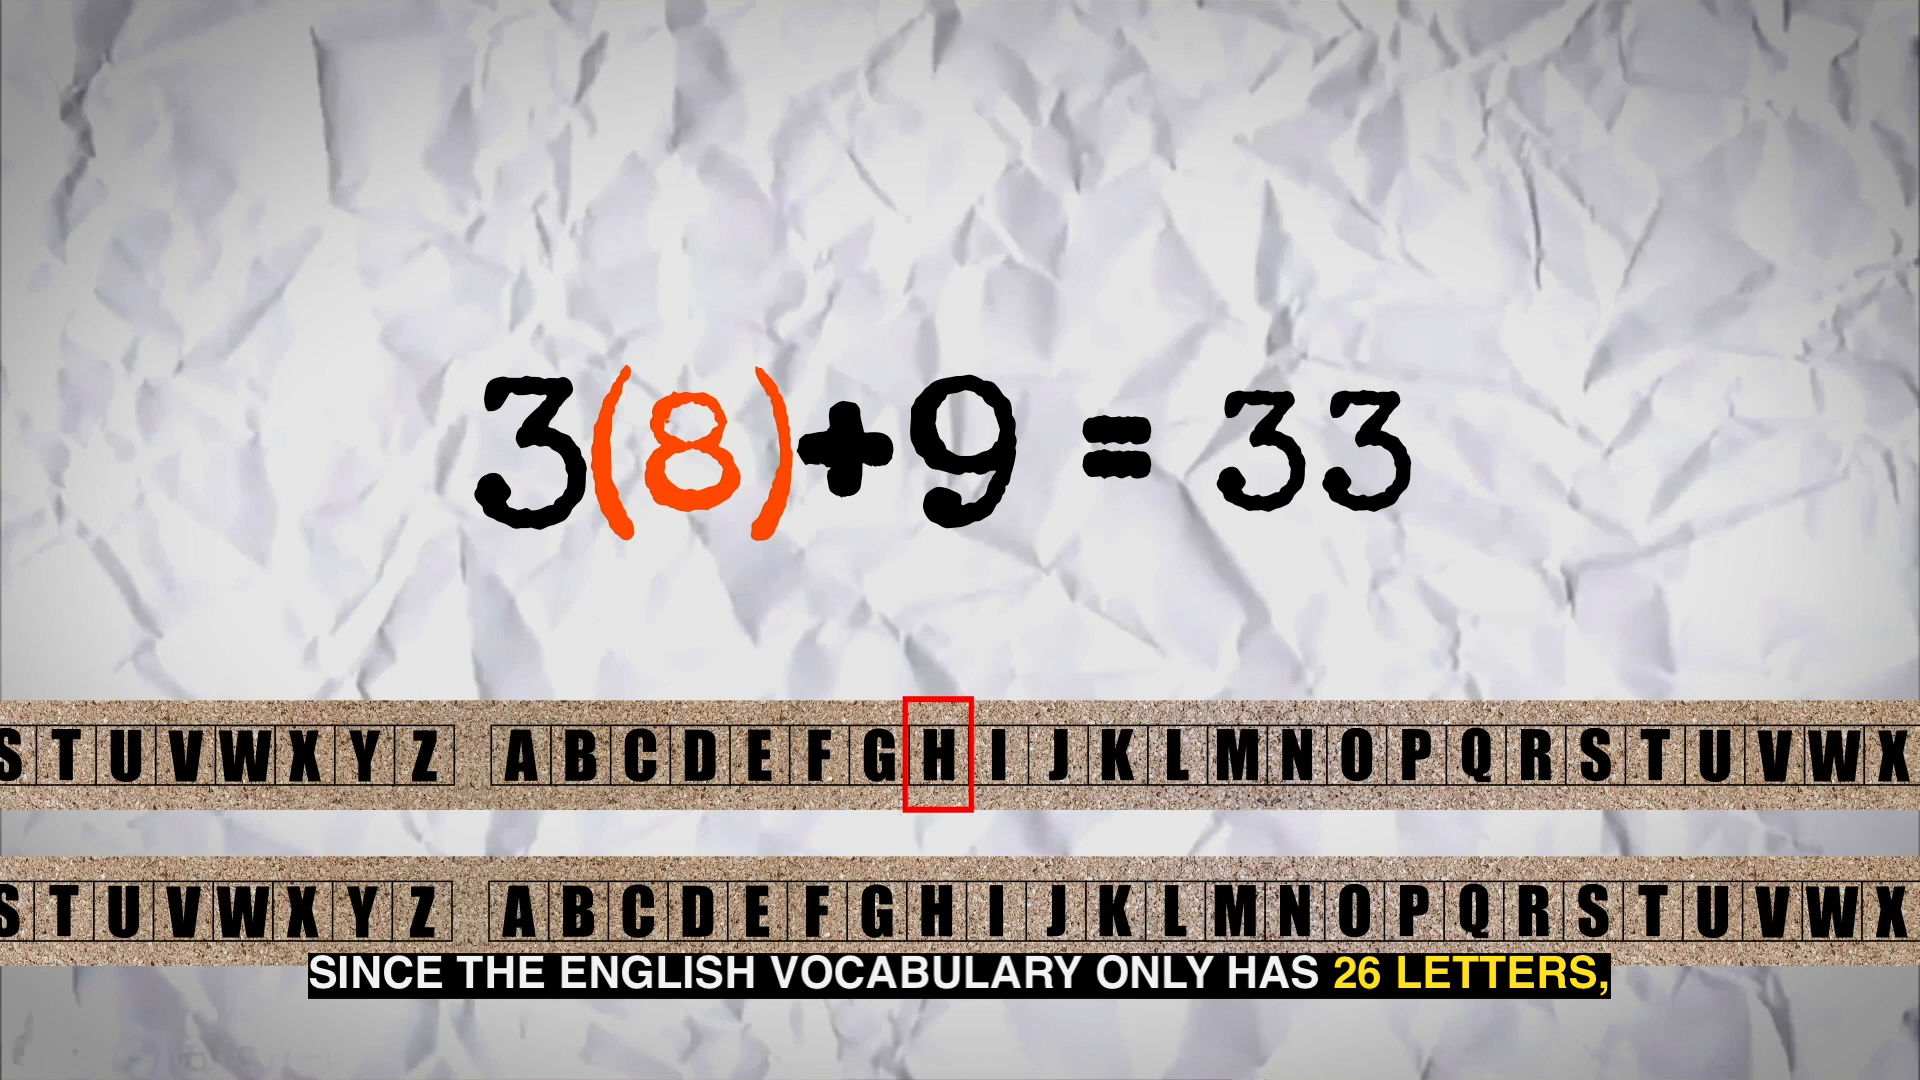 3(8)+9 = 33
S T U V W X Y Z A B C D E F G H I J K L M N O P Q R S T U V W X
S T U V W X Y Z A B C D E F G H I J K L M N O P Q R S T U V W X
SINCE THE ENGLISH VOCABULARY ONLY HAS 26 LETTERS,